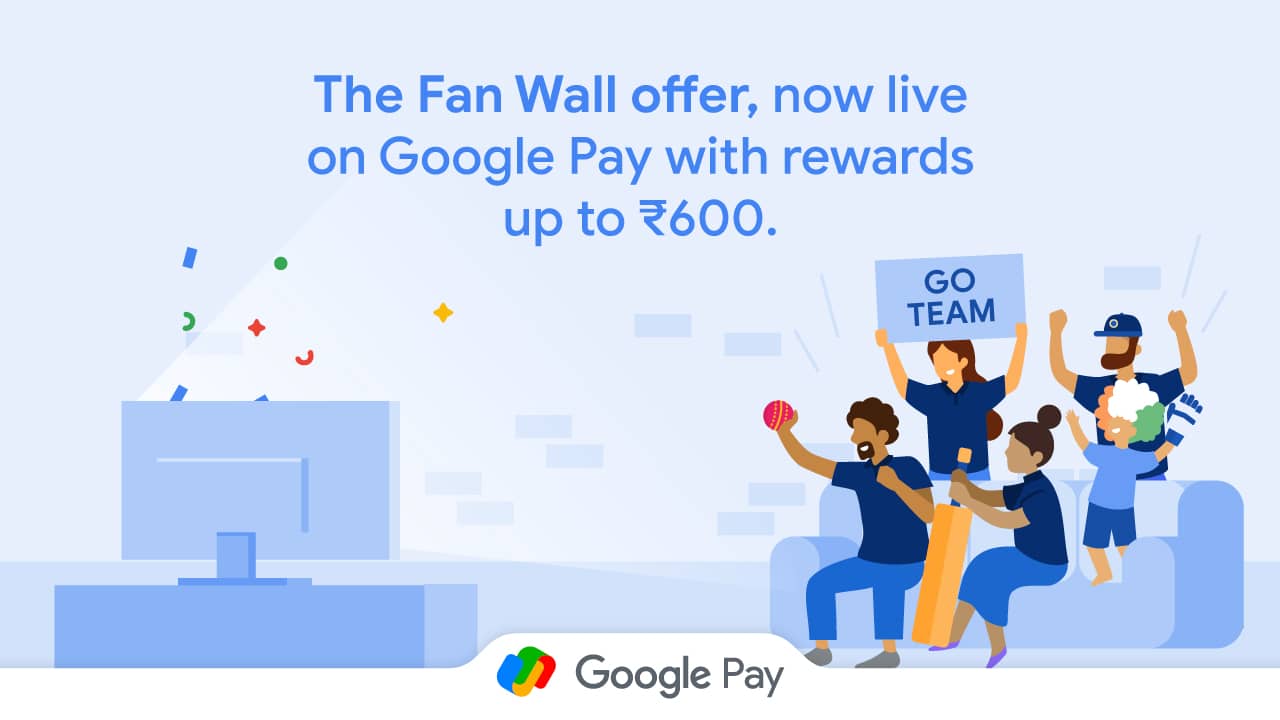 The Fan Wall offer, now live
on Google Pay with rewards
up to ₹600.
GO
TEAM
Google Pay